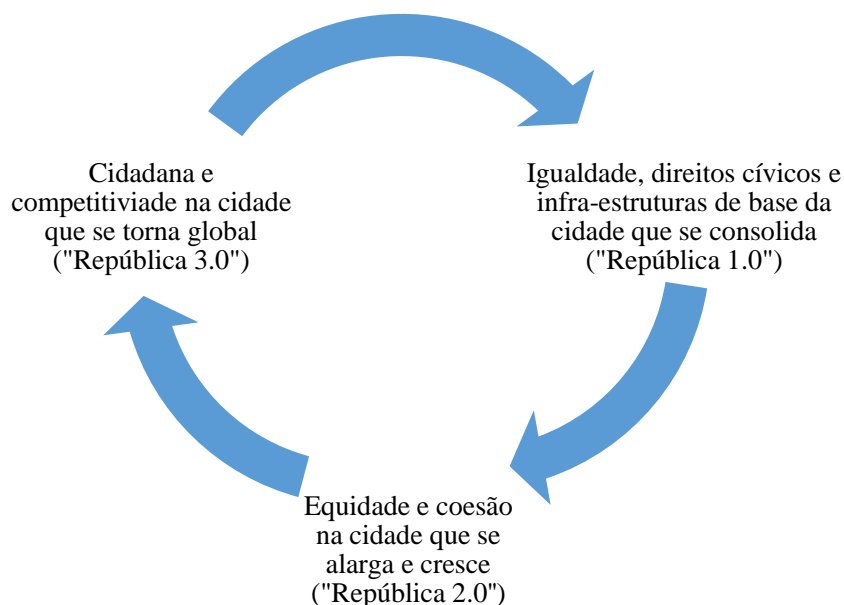 Cidadana e
competitiviade na cidade
que se torna global
("República 3.0")
Igualdade, direitos cívicos e
infra-estruturas de base da
cidade que se consolida
("República 1.0")
Equidade e coesão
na cidade que se
alarga e cresce
("República 2.0")